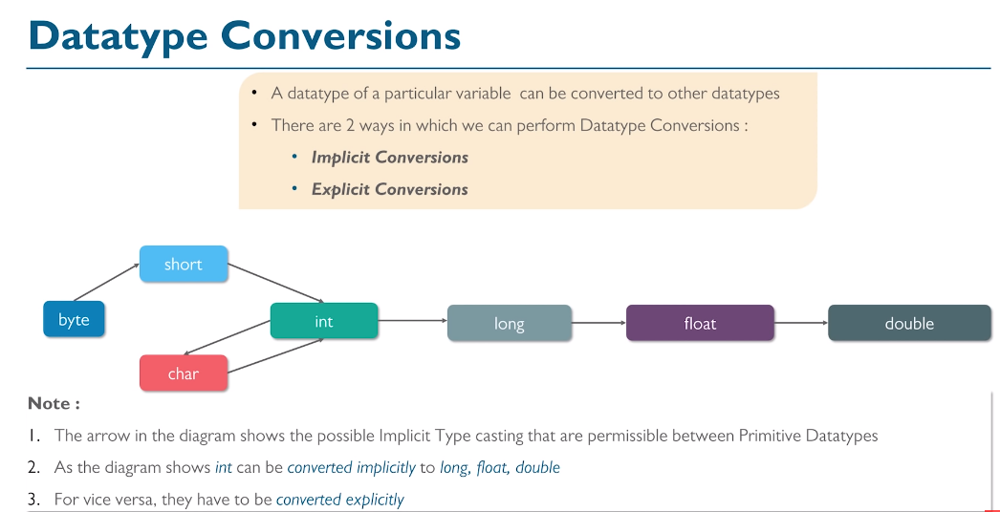 Datatype Conversions
• A datatype of a particular variable can be converted to other datatypes
• There are 2 ways in which we can perform Datatype Conversions :
• Implicit Conversions
• Explicit Conversions
short
byte
int
long
float
double
char
Note :
1. The arrow in the diagram shows the possible Implicit Type casting that are permissible between Primitive Datatypes
2. As the diagram shows int can be converted implicitly to long, float, double
3. For vice versa, they have to be converted explicitly